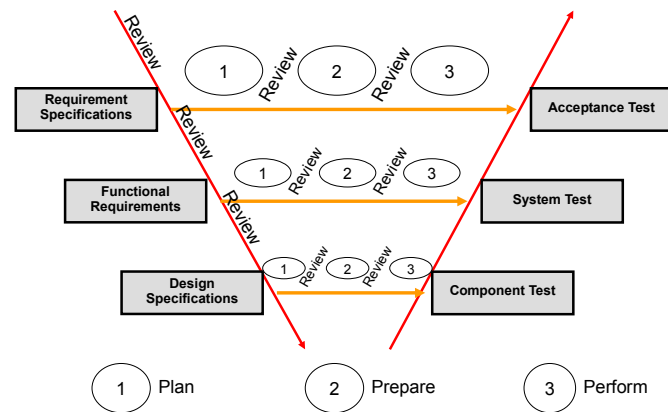 Review
1
Review
2
Review
3
Requirement
Specifications
Acceptance Test
Review
1
Review
2
Review
3
Functional
Requirements
System Test
Review
1
Review
2
Review
3
Design
Specifications
Component Test
1 Plan
2 Prepare
3 Perform